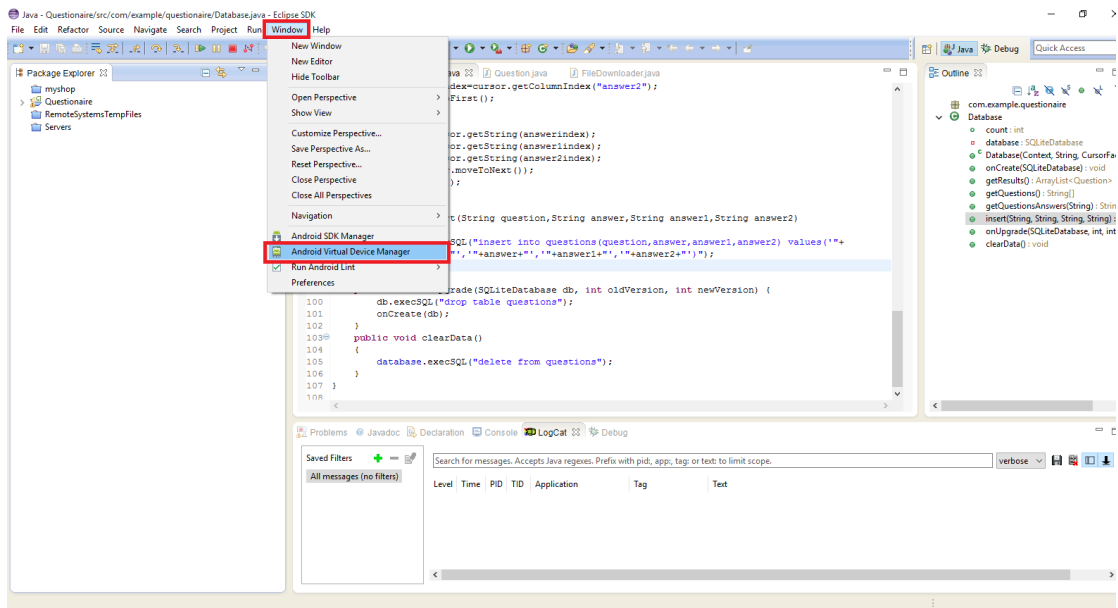 Java - Questionaire/src/com/example/questionaire/Database.java - Eclipse SDK
File Edit Refactor Source Navigate Search Project Run Window Help
Java Debug Quick Access
Package Explorer
myshop
Questionaire
RemoteSystemsTempFiles
Servers
New Window
New Editor
Hide Toolbar
Open Perspective
Show View
Customize Perspective...
Save Perspective As...
Reset Perspective...
Close Perspective
Close All Perspectives
Navigation
Android SDK Manager
Android Virtual Device Manager
Run Android Lint
Preferences
ava Question.java FileDownloader.java
dex=cursor.getColumnIndex("answer2");
First();
or.getString(answerindex);
or.getString(answer1index);
or.getString(answer2index);
.moveToNext());
);
t(String question,String answer,String answer1,String answer2)
SQL("insert into questions(question,answer,answer1,answer2) values('"+
"','"+answer+"','"+answer1+"','"+answer2+"')");
grade(SQLiteDatabase db, int oldVersion, int newVersion) {
100 db.execSQL("drop table questions");
101 onCreate(db);
102 }
103 public void clearData()
104 {
105 database.execSQL("delete from questions");
106 }
107 }
108
Outline
com.example.questionaire
Database
count : int
database : SQLiteDatabase
Database(Context, String, CursorFac
onCreate(SQLiteDatabase) : void
getResults() : ArrayList<Question>
getQuestions() : String[]
getQuestionsAnswers(String) : Strin
insert(String, String, String, String) :
onUpgrade(SQLiteDatabase, int, int
clearData() : void
Problems Javadoc Declaration Console LogCat Debug
Saved Filters
All messages (no filters)
Search for messages. Accepts Java regexes. Prefix with pid:, app:, tag: or text: to limit scope.
verbose
Level Time PID TID Application Tag Text